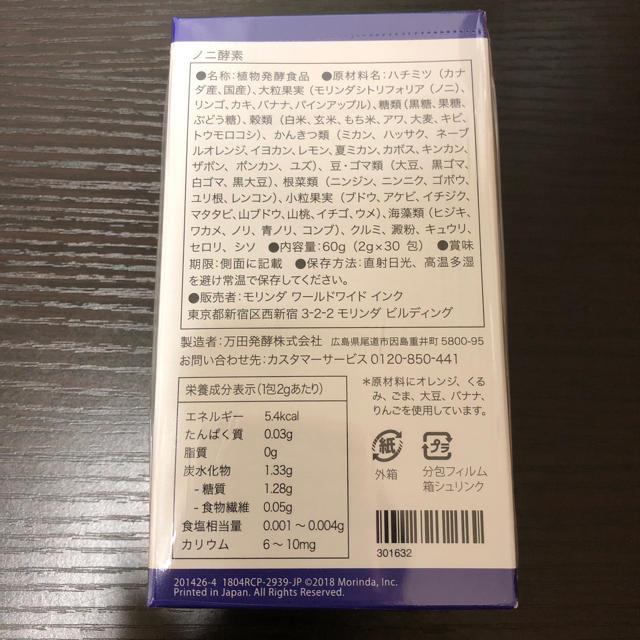 ノニ酵素
●名称:植物発酵食品 ●原材料名:ハチミツ(カナ
ダ産、国産)、大粒果実(モリンダシトリフォリア(ノニ)、
リンゴ、カキ、バナナ、パインアップル)、糖類(黒糖、果糖、
ぶどう糖)、穀類(白米、玄米、もち米、アワ、大麦、キビ、
トウモロコシ)、かんきつ類(ミカン、ハッサク、ネーブ
ルオレンジ、イヨカン、レモン、夏ミカン、カボス、キンカン、
ザボン、ポンカン、ユズ)、豆・ゴマ類(大豆、黒ゴマ、
白ゴマ、黒大豆)、根菜類(ニンジン、ニンニク、ゴボウ、
ユリ根、レンコン)、小粒果実(ブドウ、アケビ、イチジク、
マタタビ、山ブドウ、山桃、イチゴ、ウメ)、海藻類(ヒジキ、
ワカメ、ノリ、青ノリ、コンブ)、クルミ、澱粉、キュウリ、
セロリ、シソ ●内容量:60g(2g×30 包)●賞味
期限:側面に記載 ●保存方法:直射日光、高温多湿
を避け常温で保存してください。
●販売者:モリンダ ワールドワイド インク
東京都新宿区西新宿 3-2-2 モリンダ ビルディング
製造者:万田発酵株式会社 広島県尾道市因島重井町 5800-95
お問い合わせ先:カスタマーサービス 0120-850-441
栄養成分表示(1包2gあたり)
エネルギー 5.4kcal
たんぱく質 0.03g
脂質 0g
炭水化物 1.33g
- 糖質 1.28g
- 食物繊維 0.05g
食塩相当量 0.001～0.004g
カリウム 6～10mg
*原材料にオレンジ、くる
み、ごま、大豆、バナナ、
りんごを使用しています。
紙
外箱
プラ
分包フィルム
箱シュリンク
301632
201426-4 1804RCP-2939-JP ©2018 Morinda, Inc.
Printed in Japan. All Rights Reserved.